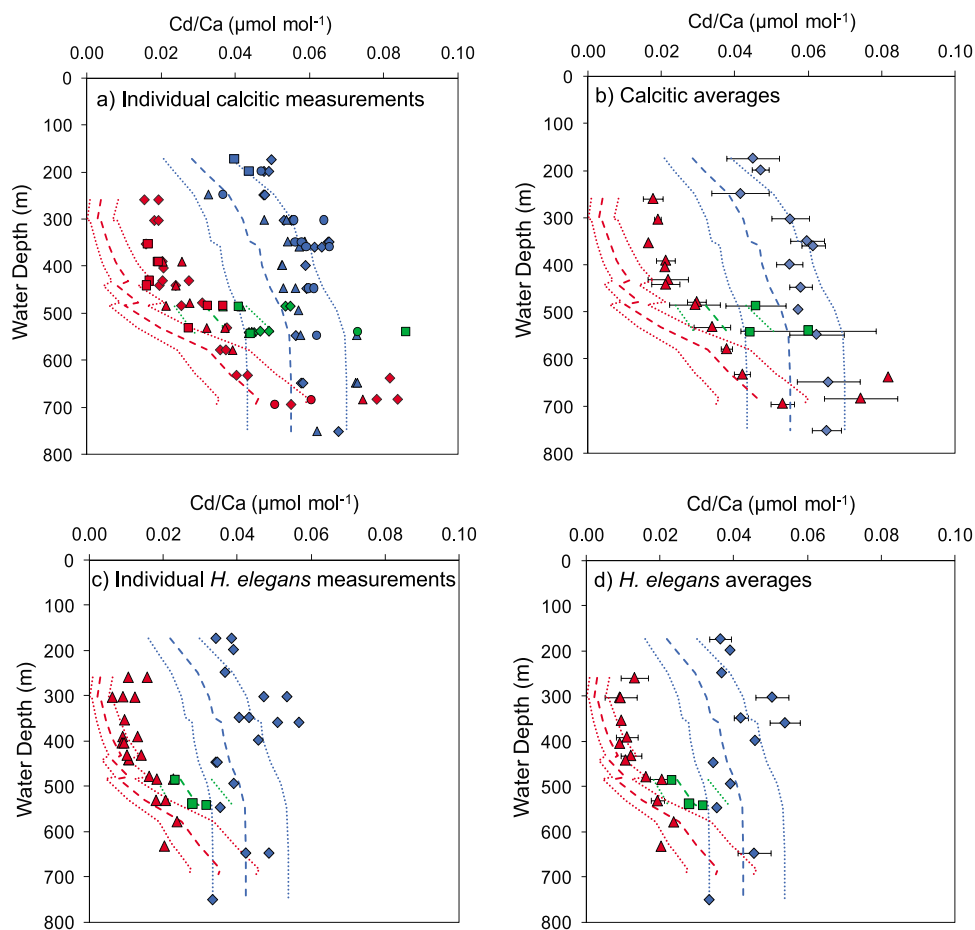 Cd/Ca (µmol mol⁻¹)
0.00 0.02 0.04 0.06 0.08 0.10
0
100
200
300
400
500
600
700
800
Water Depth (m)
a) Individual calcitic measurements
Cd/Ca (µmol mol⁻¹)
0.00 0.02 0.04 0.06 0.08 0.10
0
100
200
300
400
500
600
700
800
Water Depth (m)
b) Calcitic averages
Cd/Ca (µmol mol⁻¹)
0.00 0.02 0.04 0.06 0.08 0.10
0
100
200
300
400
500
600
700
800
900
Water Depth (m)
c) Individual H. elegans measurements
Cd/Ca (µmol mol⁻¹)
0.00 0.02 0.04 0.06 0.08 0.10
0
100
200
300
400
500
600
700
800
900
Water Depth (m)
d) H. elegans averages